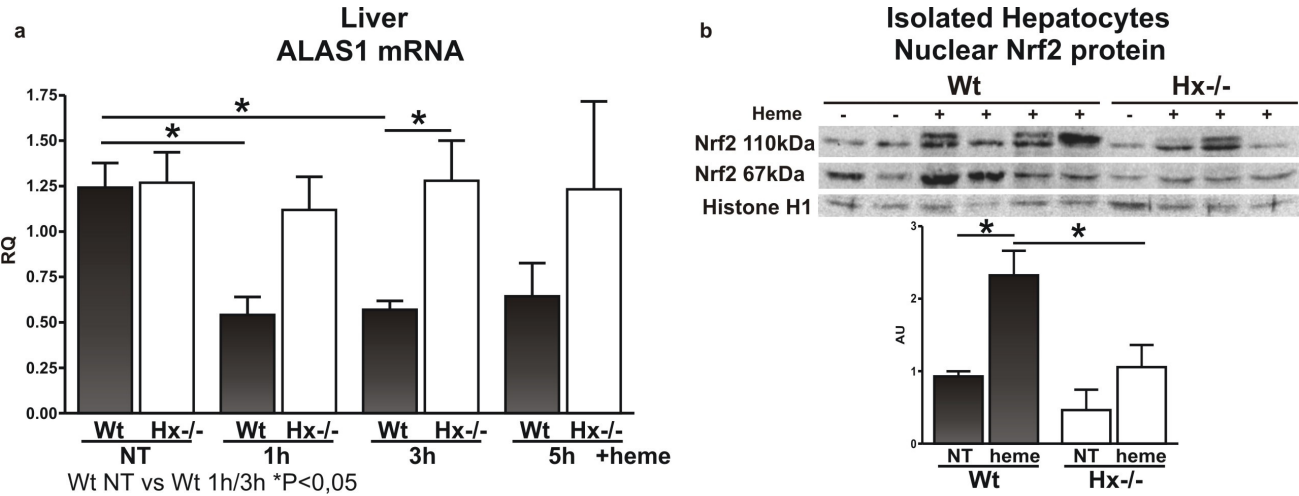 a
Liver
ALAS1 mRNA
1.75
1.50
1.25
1.00
0.75
0.50
0.25
0.00
RQ
*
*
*
Wt Hx-/- Wt Hx-/- Wt Hx-/- Wt Hx-/-
NT 1h 3h 5h +heme
Wt NT vs Wt 1h/3h *P<0,05
b
Isolated Hepatocytes
Nuclear Nrf2 protein
Wt Hx-/-
Heme - - + + + + - + + +
Nrf2 110kDa
Nrf2 67kDa
Histone H1
3
2
1
0
AU
* *
NT heme NT heme
Wt Hx-/-